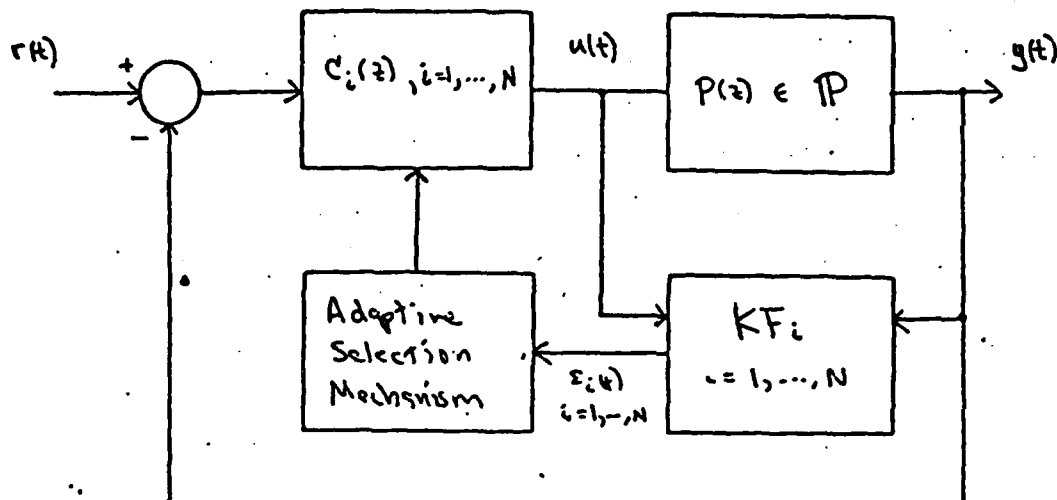 r(t)
+
−
C_i(z), i=1,...,N
u(t)
P(z) ∈ ℙ
y(t)
Adaptive
Selection
Mechanism
ε_i(t)
i=1,..,N
KF_i
i=1,...,N